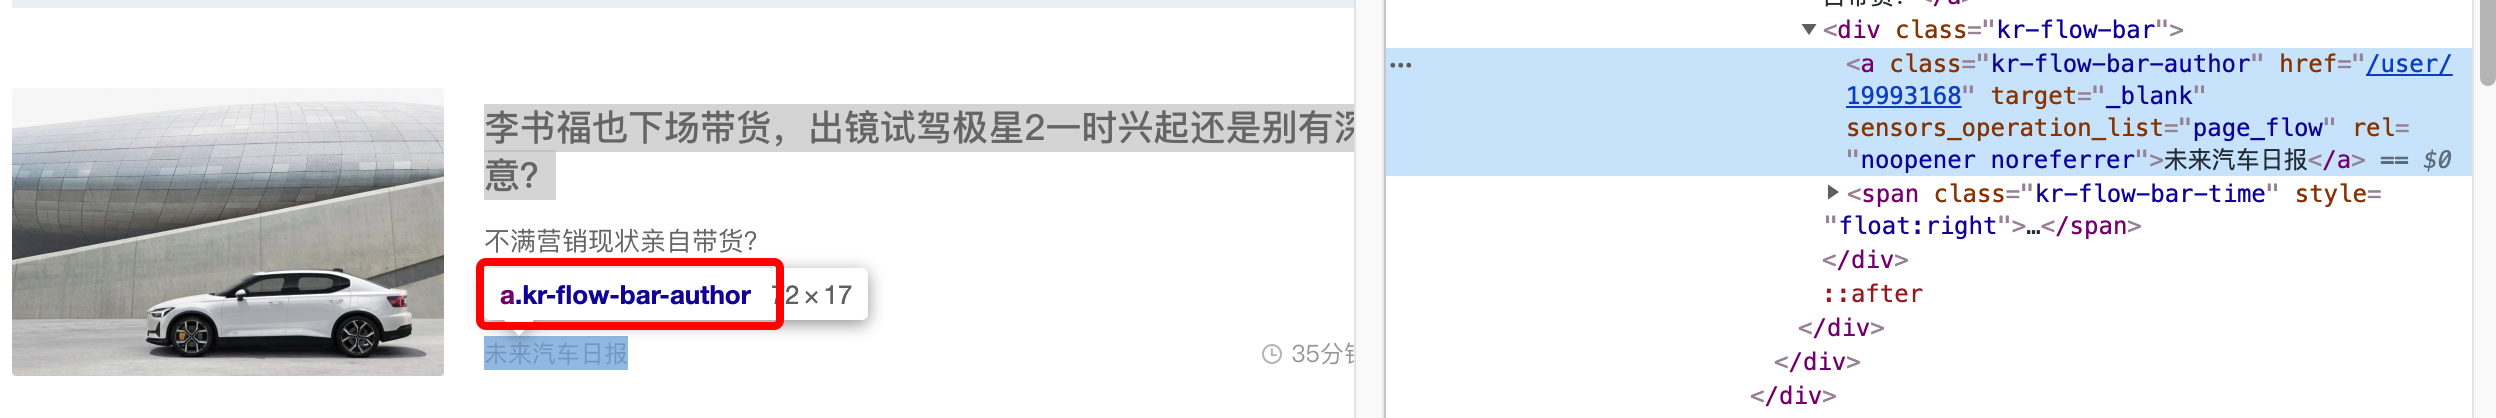 李书福也下场带货，出镜试驾极星2一时兴起还是别有深
意？
不满营销现状亲自带货？
a.kr-flow-bar-author 72 × 17
未来汽车日报
35分钟
▼<div class="kr-flow-bar">
… <a class="kr-flow-bar-author" href="/user/
19993168" target="_blank"
sensors_operation_list="page_flow" rel=
"noopener noreferrer">未来汽车日报</a> == $0
▶<span class="kr-flow-bar-time" style=
"float:right">…</span>
</div>
::after
</div>
</div>
</div>